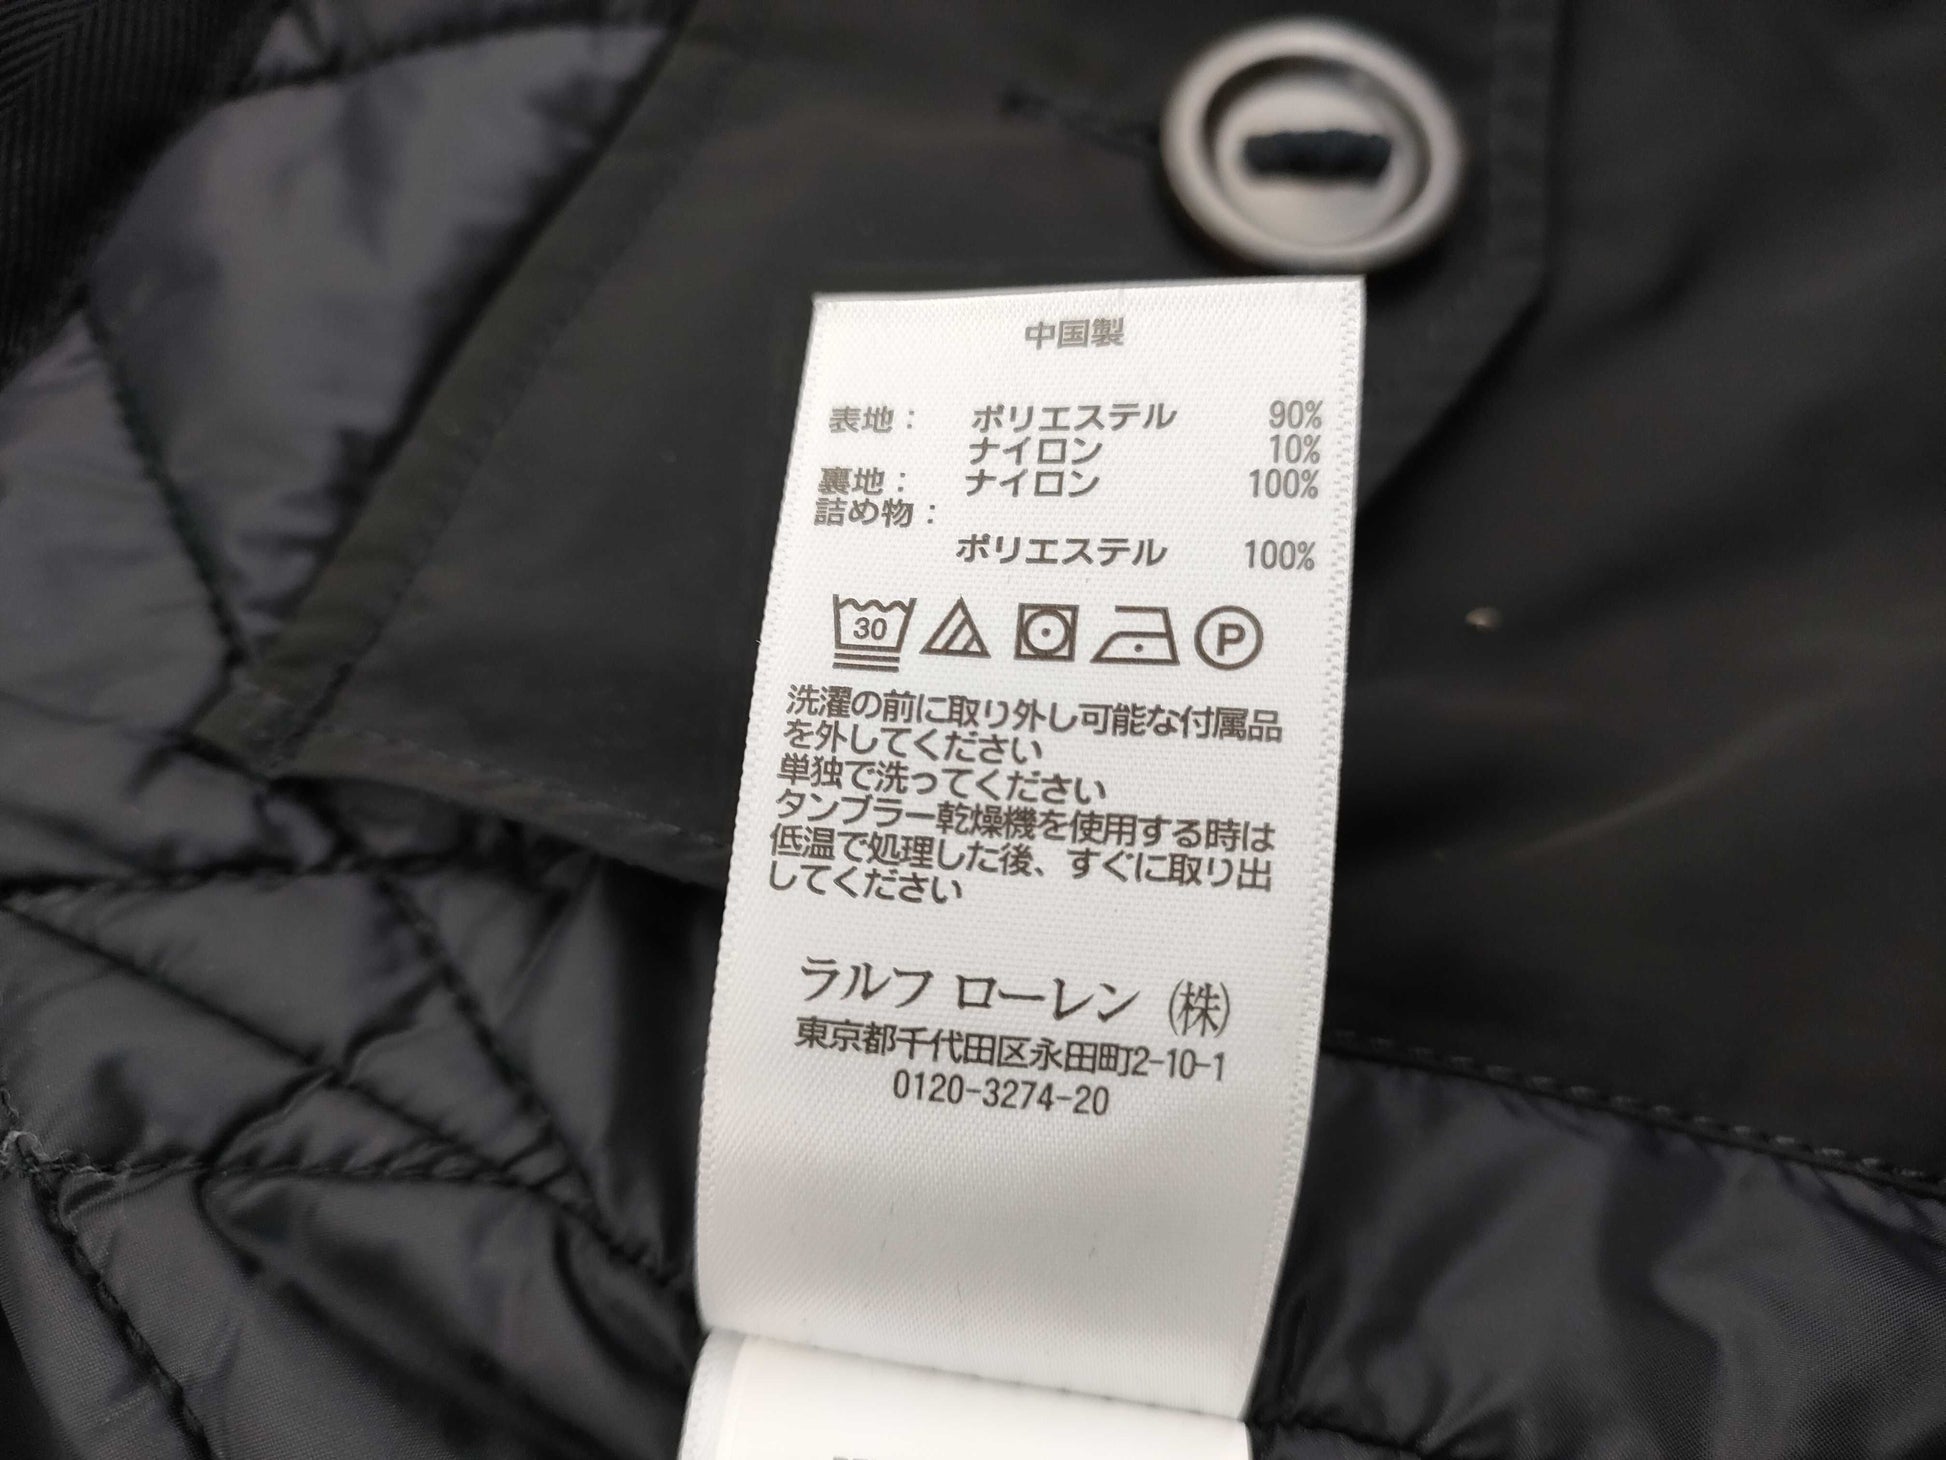 中国製
表地： ポリエステル 90%
ナイロン 10%
裏地： ナイロン 100%
詰め物：
ポリエステル 100%
30 P
洗濯の前に取り外し可能な付属品
を外してください
単独で洗ってください
タンブラー乾燥機を使用する時は
低温で処理した後、すぐに取り出
してください
ラルフ ローレン ㈱
東京都千代田区永田町2-10-1
0120-3274-20